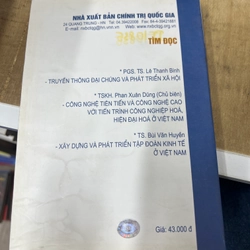 NHÀ XUẤT BẢN CHÍNH TRỊ QUỐC GIA
24 QUANG TRUNG - HN
TÌM ĐỌC
* PGS. TS. Lê Thanh Bình
- TRUYỀN THÔNG ĐẠI CHÚNG VÀ PHÁT TRIỂN XÃ HỘI
* TSKH. Phan Xuân Dũng (Chủ biên)
- CÔNG NGHỆ TIÊN TIẾN VÀ CÔNG NGHỆ CAO
VỚI TIẾN TRÌNH CÔNG NGHIỆP HOÁ,
HIỆN ĐẠI HOÁ Ở VIỆT NAM
* TS. Bùi Văn Huyền
- XÂY DỰNG VÀ PHÁT TRIỂN TẬP ĐOÀN KINH TẾ
Ở VIỆT NAM
Giá: 43.000 đ